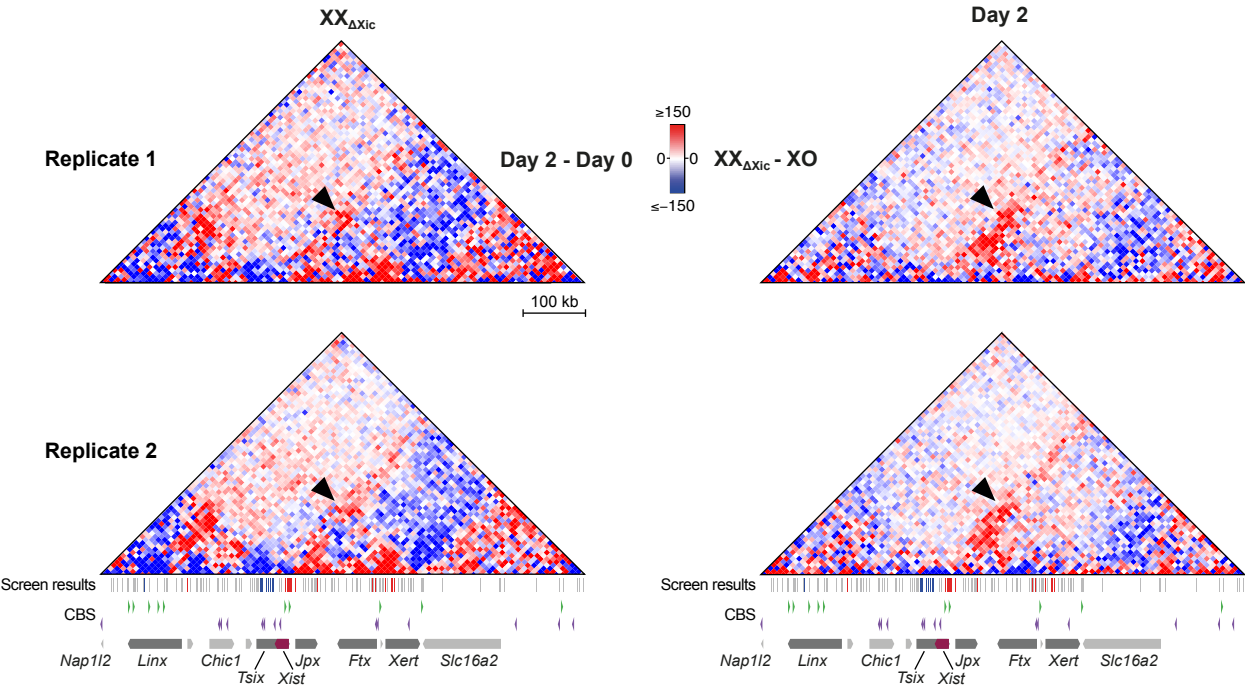 XXΔXic
Day 2
≥150
Replicate 1
Day 2 - Day 0
0
0
XXΔXic - XO
≤−150
100 kb
Replicate 2
Screen results
Screen results
CBS
CBS
Nap1l2
Linx
Chic1
Tsix
Xist
Jpx
Ftx
Xert
Slc16a2
Nap1l2
Linx
Chic1
Tsix
Xist
Jpx
Ftx
Xert
Slc16a2